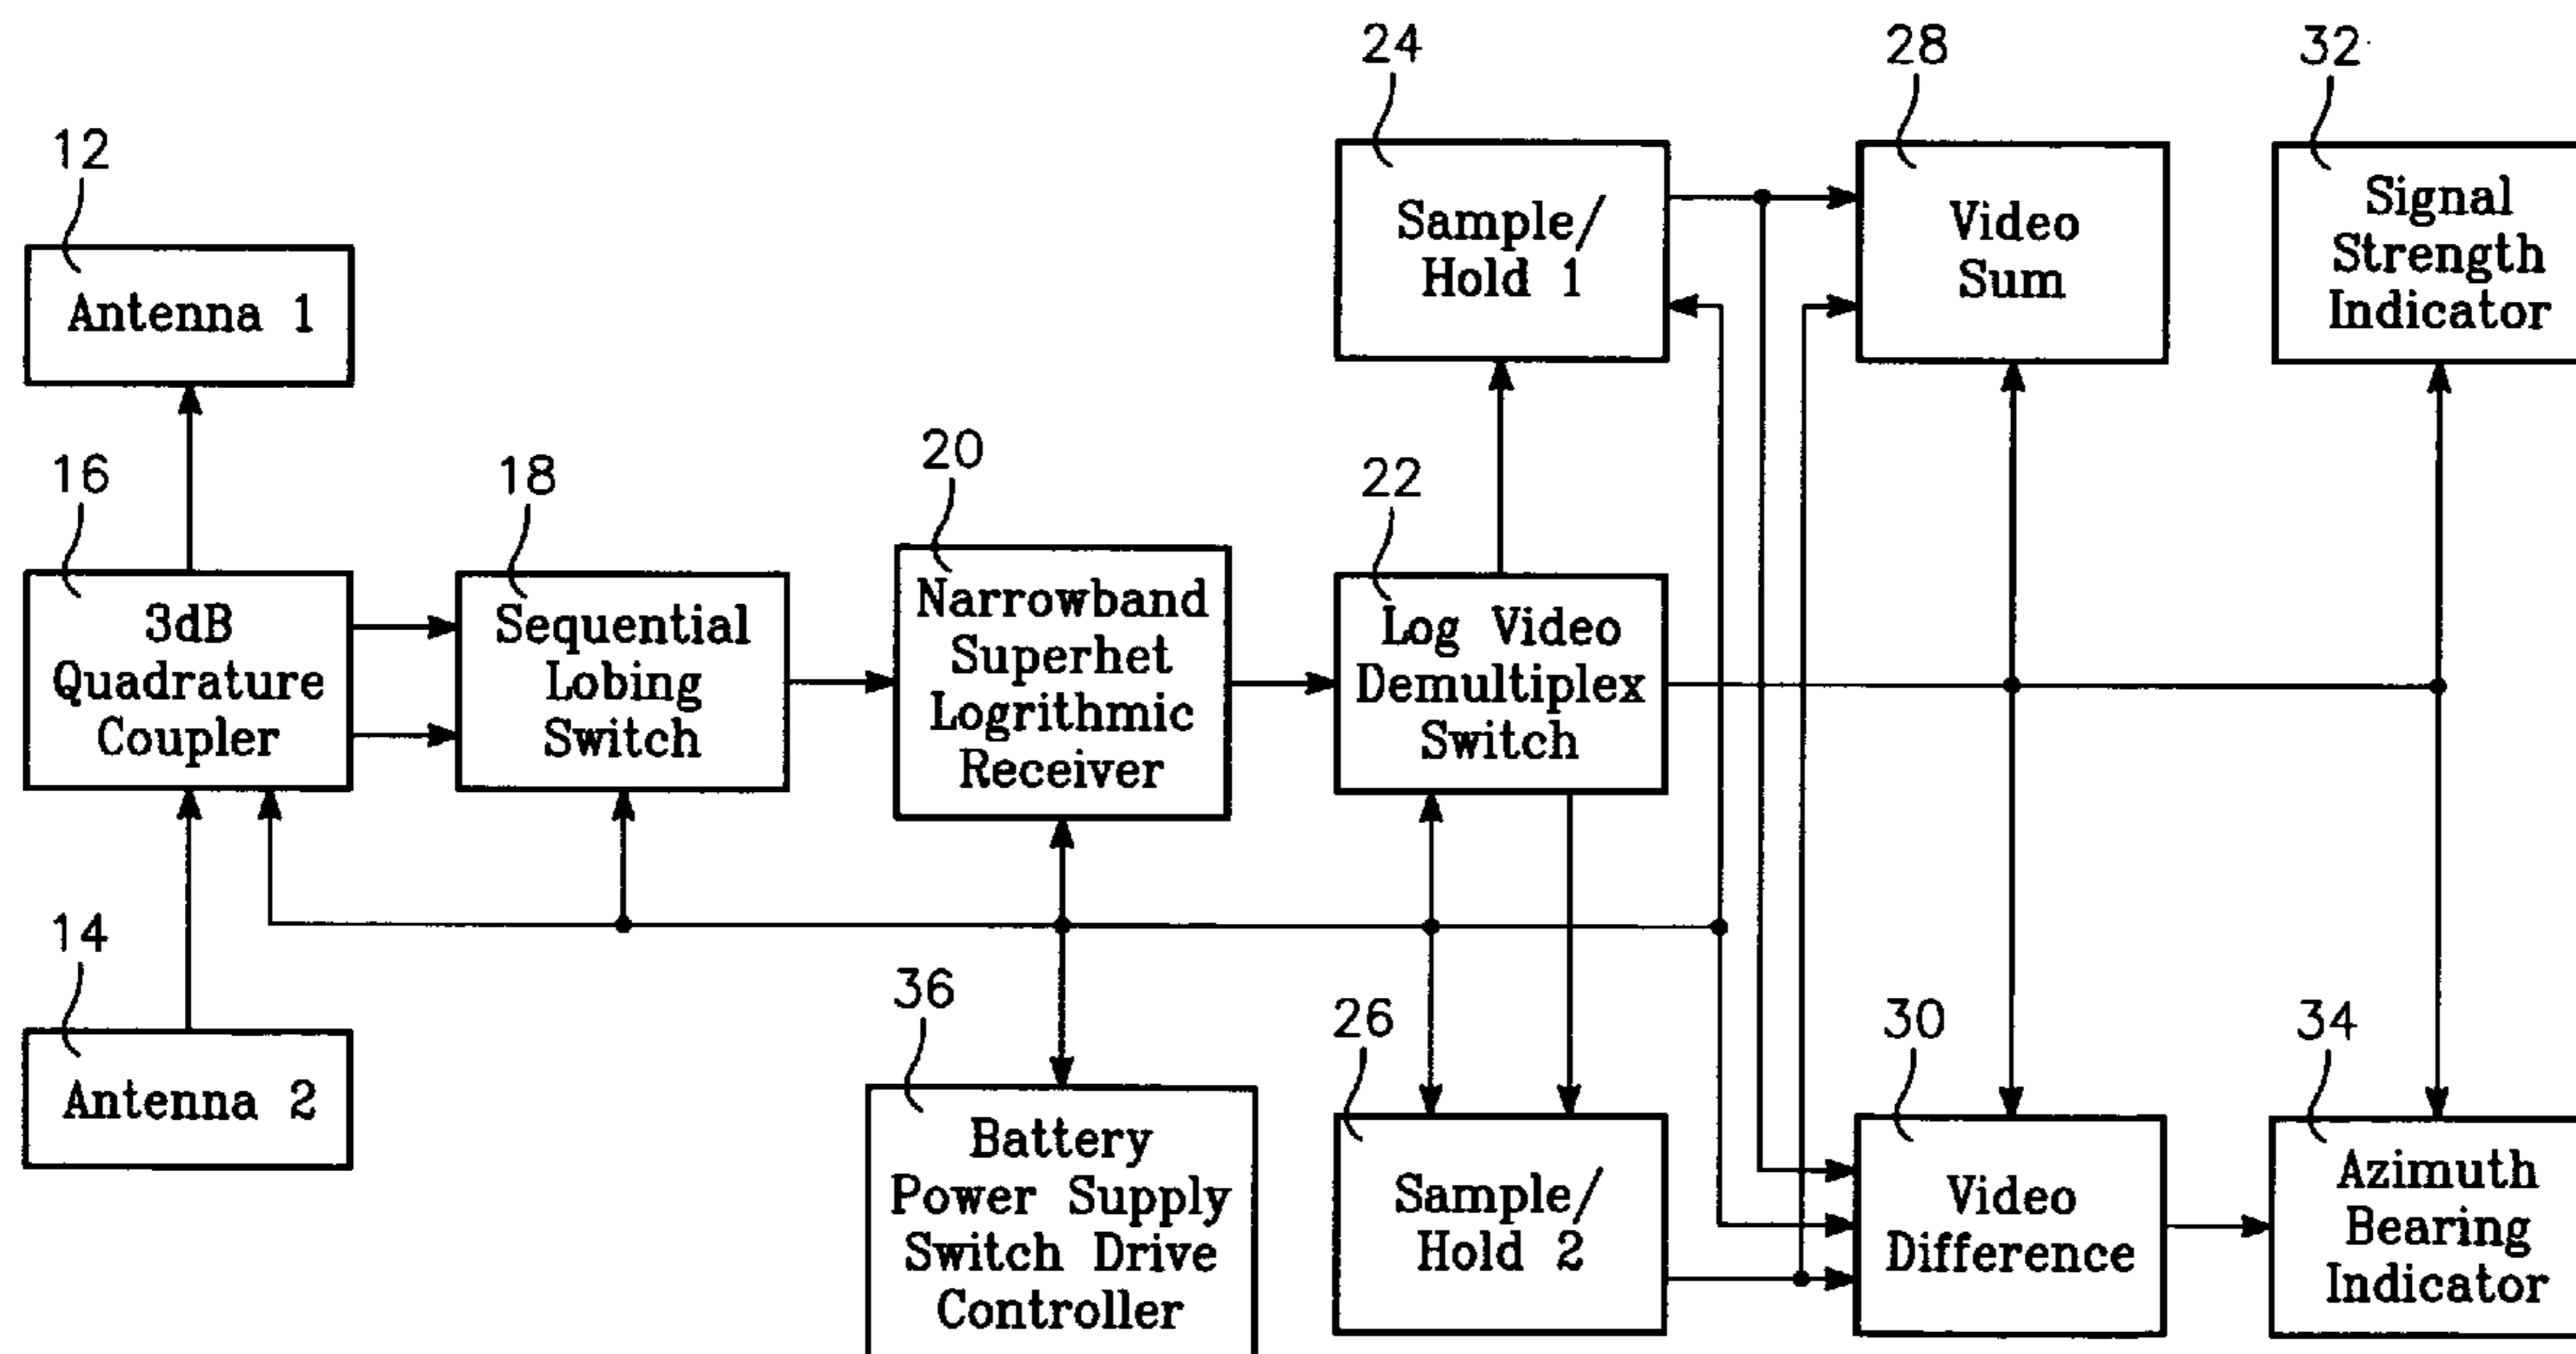 12
Antenna 1
16
3dB
Quadrature
Coupler
14
Antenna 2
18
Sequential
Lobing
Switch
20
Narrowband
Superhet
Logrithmic
Receiver
36
Battery
Power Supply
Switch Drive
Controller
24
Sample/
Hold 1
22
Log Video
Demultiplex
Switch
26
Sample/
Hold 2
28
Video
Sum
30
Video
Difference
32
Signal
Strength
Indicator
34
Azimuth
Bearing
Indicator